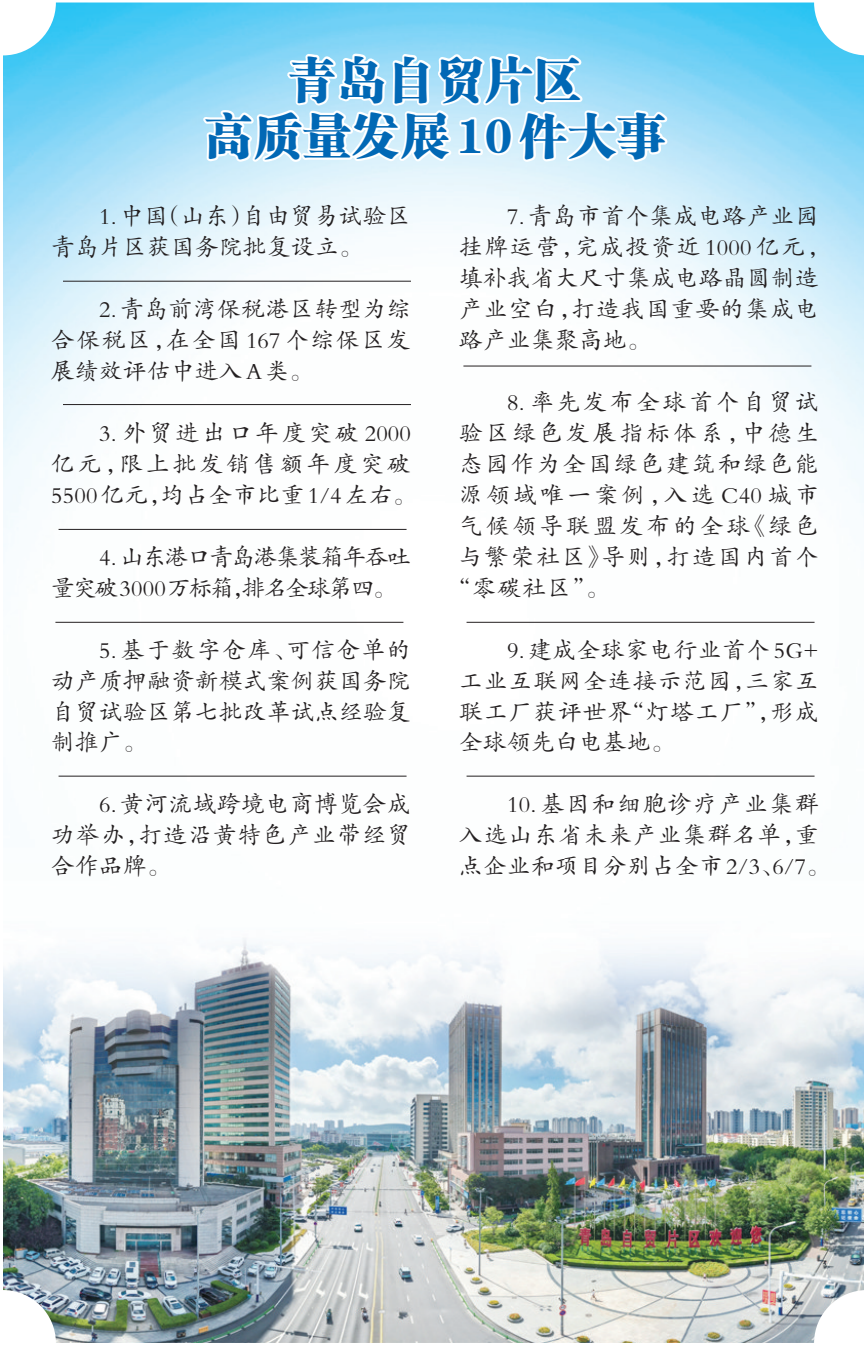 青岛自贸片区
高质量发展10件大事
1.中国(山东)自由贸易试验区
青岛片区获国务院批复设立。
2.青岛前湾保税港区转型为综
合保税区,在全国167个综保区发
展绩效评估中进入A类。
3.外贸进出口年度突破2000
亿元,限上批发销售额年度突破
5500亿元,均占全市比重1/4左右。
4.山东港口青岛港集装箱年吞吐
量突破3000万标箱,排名全球第四。
5.基于数字仓库、可信仓单的
动产质押融资新模式案例获国务院
自贸试验区第七批改革试点经验复
制推广。
6.黄河流域跨境电商博览会成
功举办,打造沿黄特色产业带经贸
合作品牌。
7.青岛市首个集成电路产业园
挂牌运营,完成投资近1000亿元,
填补我省大尺寸集成电路晶圆制造
产业空白,打造我国重要的集成电
路产业集聚高地。
8.率先发布全球首个自贸试
验区绿色发展指标体系,中德生
态园作为全国绿色建筑和绿色能
源领域唯一案例,入选C40城市
气候领导联盟发布的全球《绿色
与繁荣社区》导则,打造国内首个
“零碳社区”。
9.建成全球家电行业首个5G+
工业互联网全连接示范园,三家互
联工厂获评世界“灯塔工厂”,形成
全球领先白电基地。
10.基因和细胞诊疗产业集群
入选山东省未来产业集群名单,重
点企业和项目分别占全市2/3、6/7。
青岛自贸片区欢迎您